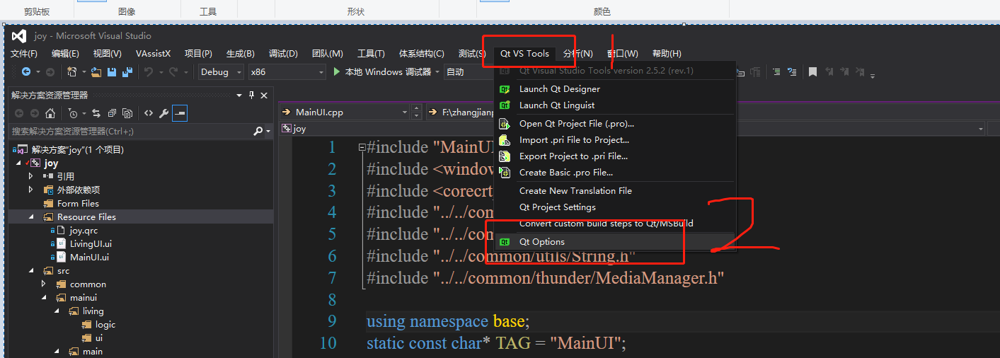 剪贴板 图像 工具 形状 颜色
joy - Microsoft Visual Studio
文件(F) 编辑(E) 视图(V) VAssistX 项目(P) 生成(B) 调试(D) 团队(M) 工具(T) 体系结构(C) 测试(S) Qt VS Tools 分析(N) 窗口(W) 帮助(H)
Debug x86 本地 Windows 调试器 自动
Qt Visual Studio Tools version 2.5.2 (rev.1)
Launch Qt Designer
Launch Qt Linguist
Open Qt Project File (.pro)...
Import .pri File to Project...
Export Project to .pri File...
Create Basic .pro File...
Create New Translation File
Qt Project Settings
Convert custom build steps to Qt/MSBuild
Qt Options
1
2
解决方案资源管理器
搜索解决方案资源管理器(Ctrl+;)
解决方案"joy"(1 个项目)
joy
引用
外部依赖项
Form Files
Resource Files
joy.qrc
LivingUI.ui
MainUI.ui
src
common
mainui
living
logic
ui
main
MainUI.cpp F:\zhangjianp
joy
1 #include "MainUI
2 #include <window
3 #include <corecrt
4 #include "../../com
5 #include "../../com
6 #include "../../common/utils/String.h"
7 #include "../../common/thunder/MediaManager.h"
8
9 using namespace base;
10 static const char* TAG = "MainUI";